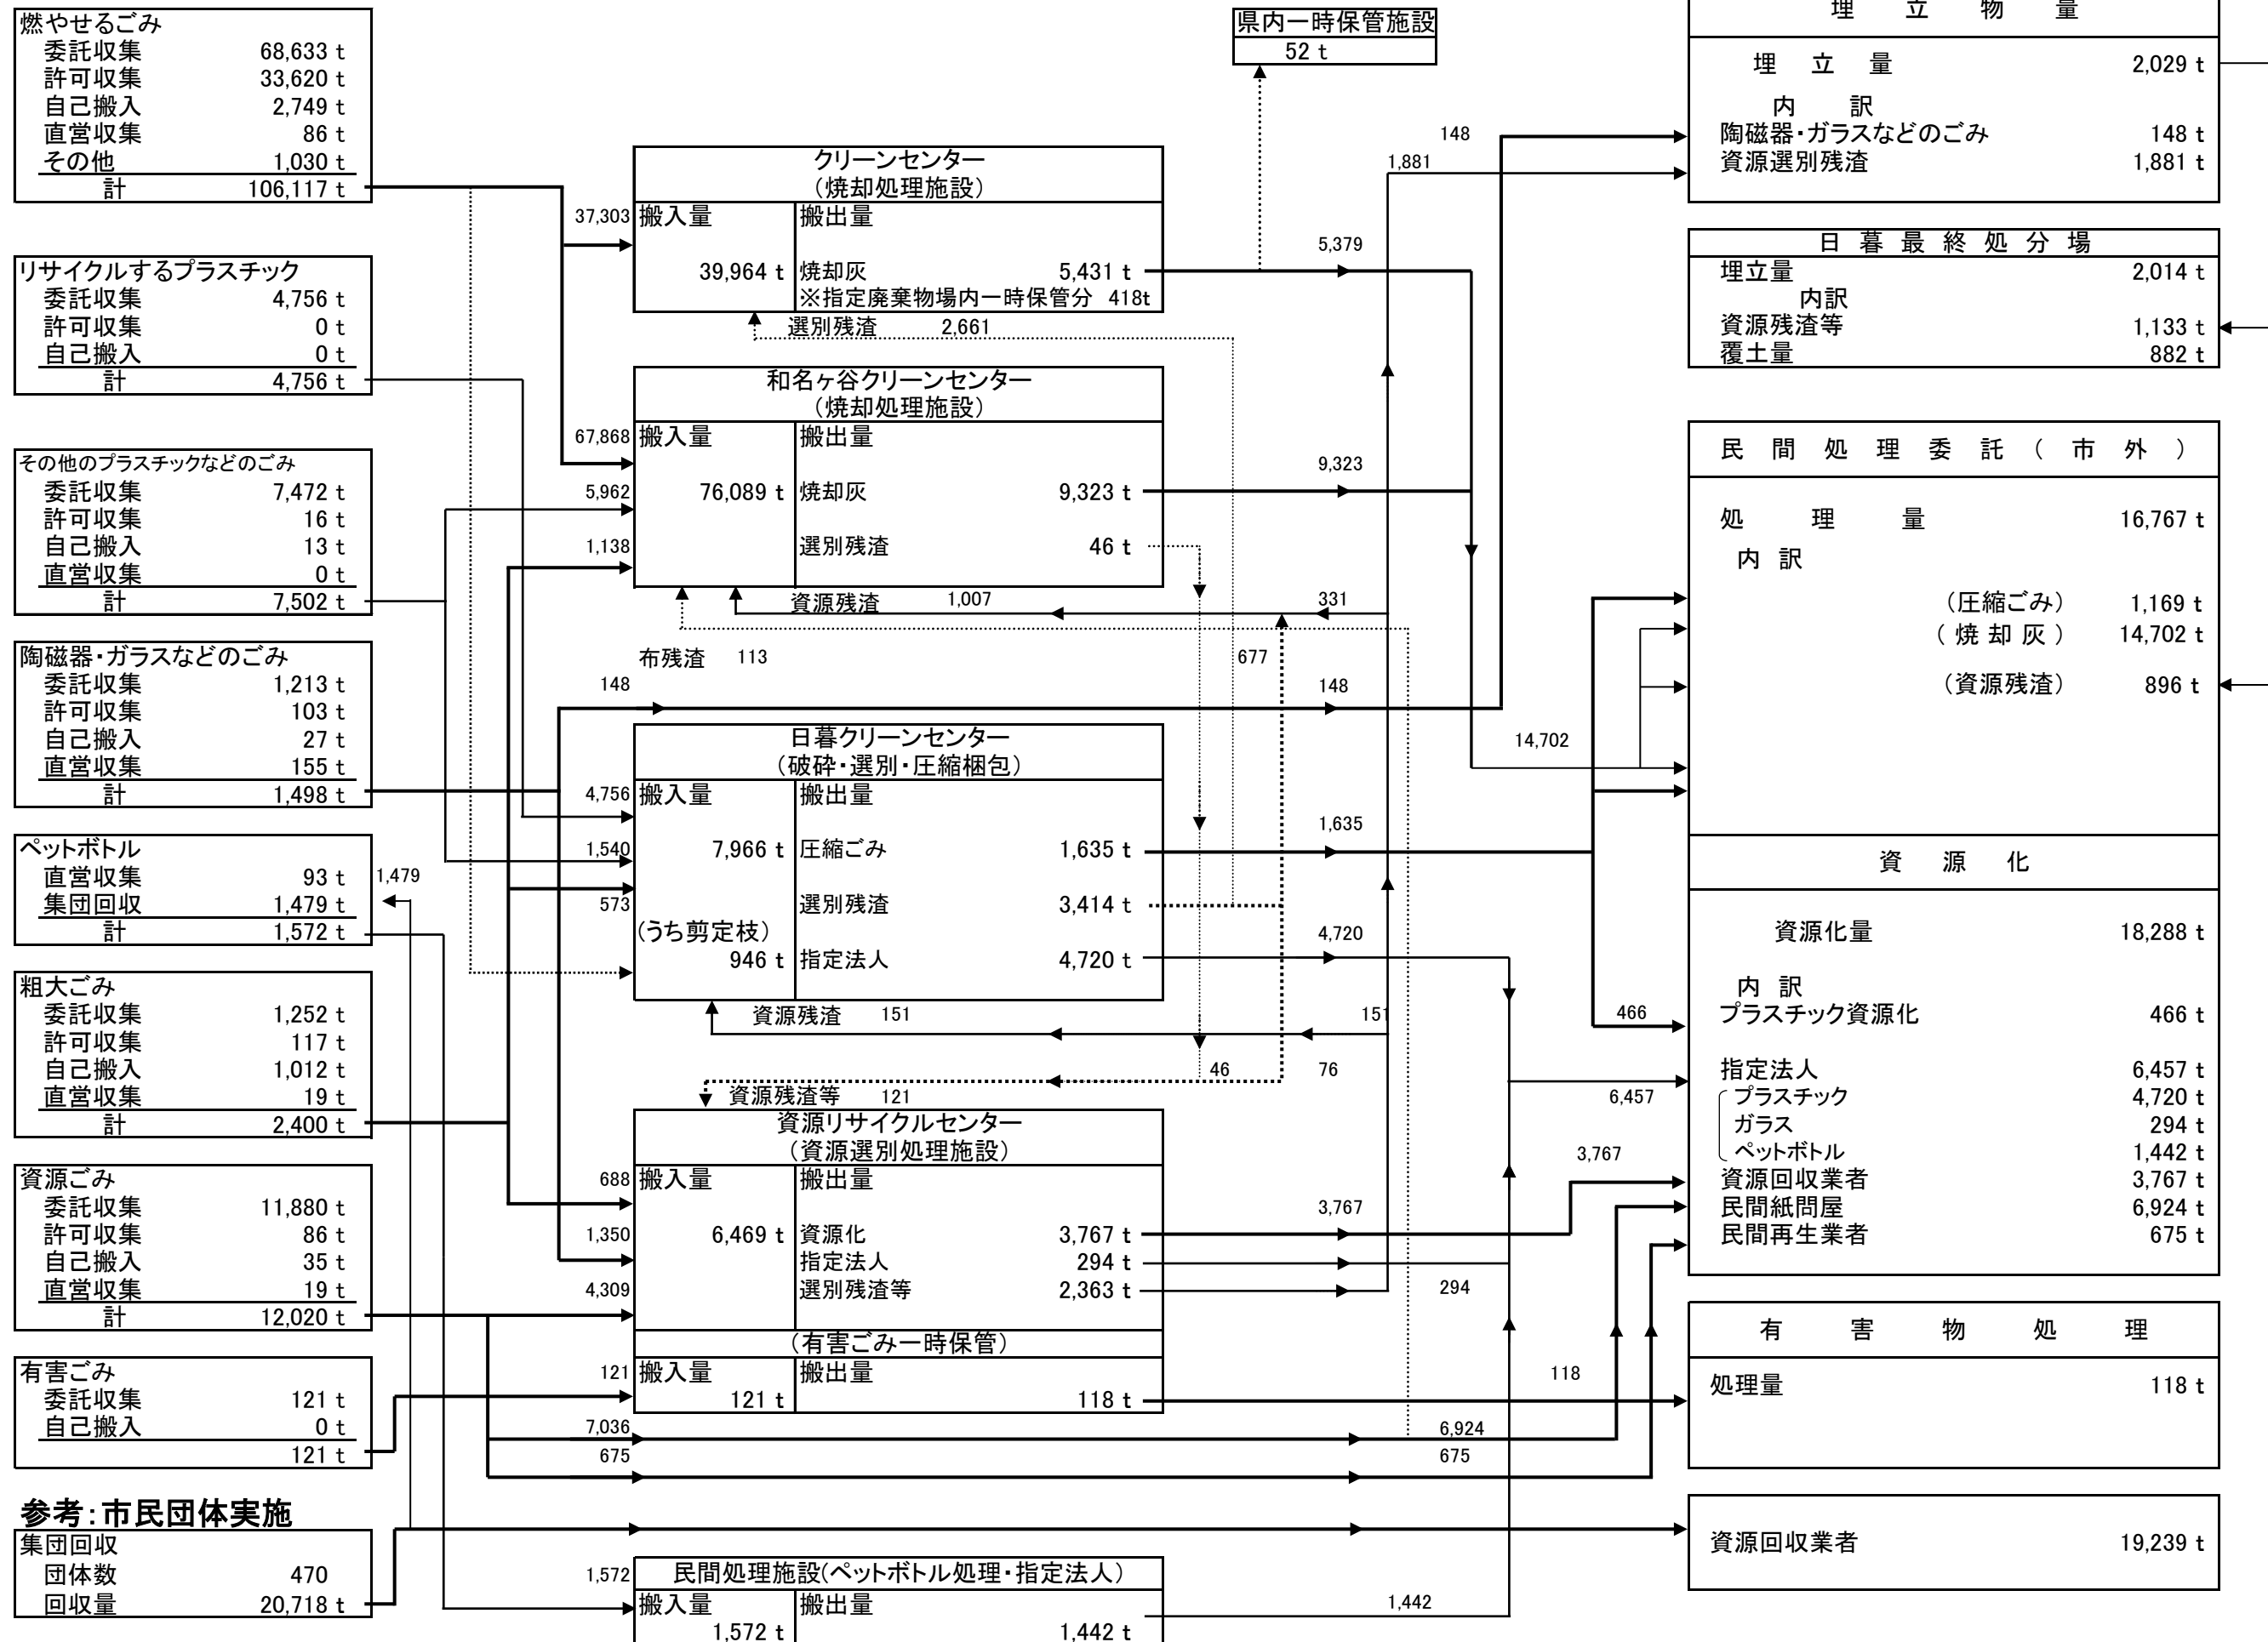 燃やせるごみ
委託収集 68,633 t
許可収集 33,620 t
自己搬入 2,749 t
直営収集 86 t
その他 1,030 t
計 106,117 t
リサイクルするプラスチック
委託収集 4,756 t
許可収集 0 t
自己搬入 0 t
計 4,756 t
その他のプラスチックなどのごみ
委託収集 7,472 t
許可収集 16 t
自己搬入 13 t
直営収集 0 t
計 7,502 t
陶磁器・ガラスなどのごみ
委託収集 1,213 t
許可収集 103 t
自己搬入 27 t
直営収集 155 t
計 1,498 t
ペットボトル
直営収集 93 t
集団回収 1,479 t
計 1,572 t
1,479
粗大ごみ
委託収集 1,252 t
許可収集 117 t
自己搬入 1,012 t
直営収集 19 t
計 2,400 t
資源ごみ
委託収集 11,880 t
許可収集 86 t
自己搬入 35 t
直営収集 19 t
計 12,020 t
有害ごみ
委託収集 121 t
自己搬入 0 t
121 t
参考：市民団体実施
集団回収
団体数 470
回収量 20,718 t
県内一時保管施設
52 t
クリーンセンター
（焼却処理施設）
37,303
搬入量 搬出量
39,964 t 焼却灰 5,431 t
※指定廃棄物場内一時保管分 418t
5,379
選別残渣 2,661
和名ヶ谷クリーンセンター
（焼却処理施設）
67,868
搬入量 搬出量
5,962
76,089 t 焼却灰 9,323 t
9,323
1,138
選別残渣 46 t
資源残渣 1,007
331
布残渣 113
677
148
148
日暮クリーンセンター
（破砕・選別・圧縮梱包）
4,756
搬入量 搬出量
1,540
7,966 t 圧縮ごみ 1,635 t
1,635
573
選別残渣 3,414 t
(うち剪定枝)
946 t 指定法人 4,720 t
4,720
資源残渣 151
151
46
76
資源残渣等 121
資源リサイクルセンター
（資源選別処理施設）
688
搬入量 搬出量
1,350
6,469 t 資源化 3,767 t
3,767
指定法人 294 t
4,309
選別残渣等 2,363 t
294
（有害ごみ一時保管）
121
搬入量 搬出量
121 t 118 t
118
7,036
6,924
675
675
1,572
民間処理施設(ペットボトル処理・指定法人）
搬入量 搬出量
1,572 t 1,442 t
1,442
148
1,881
14,702
466
6,457
3,767
埋立物量
埋立量 2,029 t
内訳
陶磁器・ガラスなどのごみ 148 t
資源選別残渣 1,881 t
日暮最終処分場
埋立量 2,014 t
内訳
資源残渣等 1,133 t
覆土量 882 t
民間処理委託（市外）
処理量 16,767 t
内訳
（圧縮ごみ） 1,169 t
（焼却灰） 14,702 t
（資源残渣） 896 t
資源化
資源化量 18,288 t
内訳
プラスチック資源化 466 t
指定法人 6,457 t
プラスチック 4,720 t
ガラス 294 t
ペットボトル 1,442 t
資源回収業者 3,767 t
民間紙問屋 6,924 t
民間再生業者 675 t
有害物処理
処理量 118 t
資源回収業者 19,239 t